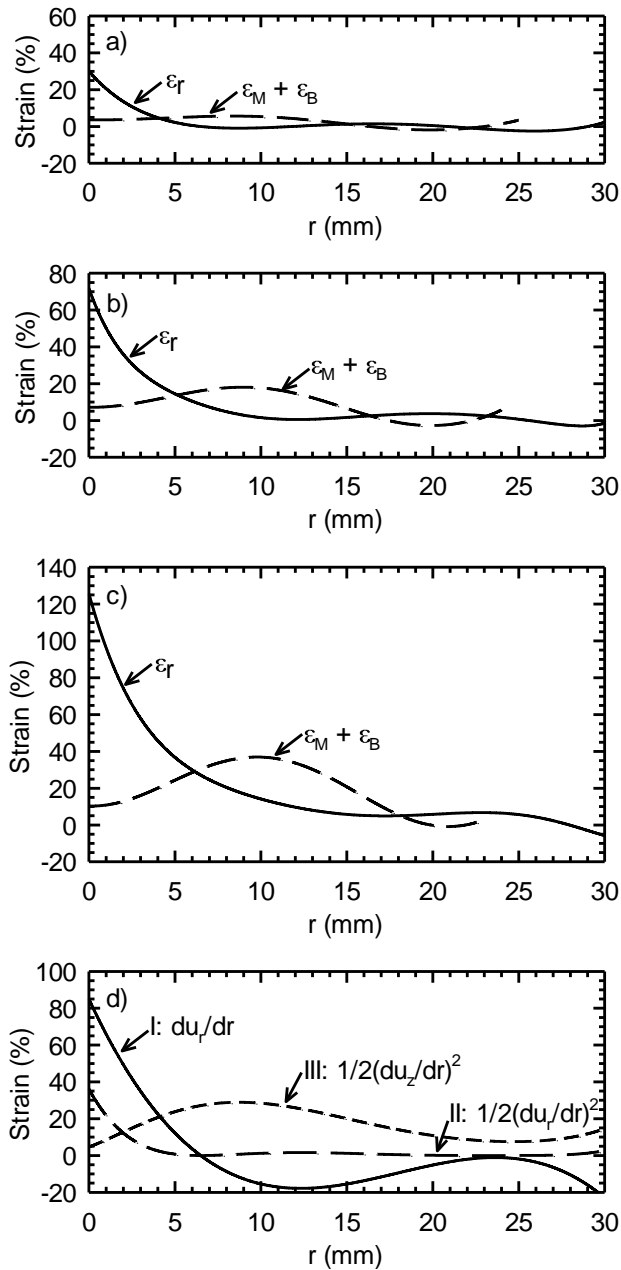 60
a)
40
εr
εM + εB
20
0
-20
Strain (%)
0 5 10 15 20 25 30
r (mm)
80
b)
60
εr
40
εM + εB
20
0
-20
Strain (%)
0 5 10 15 20 25 30
r (mm)
140
c)
120
100
εr
80
60
εM + εB
40
20
0
-20
Strain (%)
0 5 10 15 20 25 30
r (mm)
100
d)
I: dur/dr
80
III: 1/2(duz/dr)²
60
40
II: 1/2(dur/dr)²
20
0
-20
Strain (%)
0 5 10 15 20 25 30
r (mm)